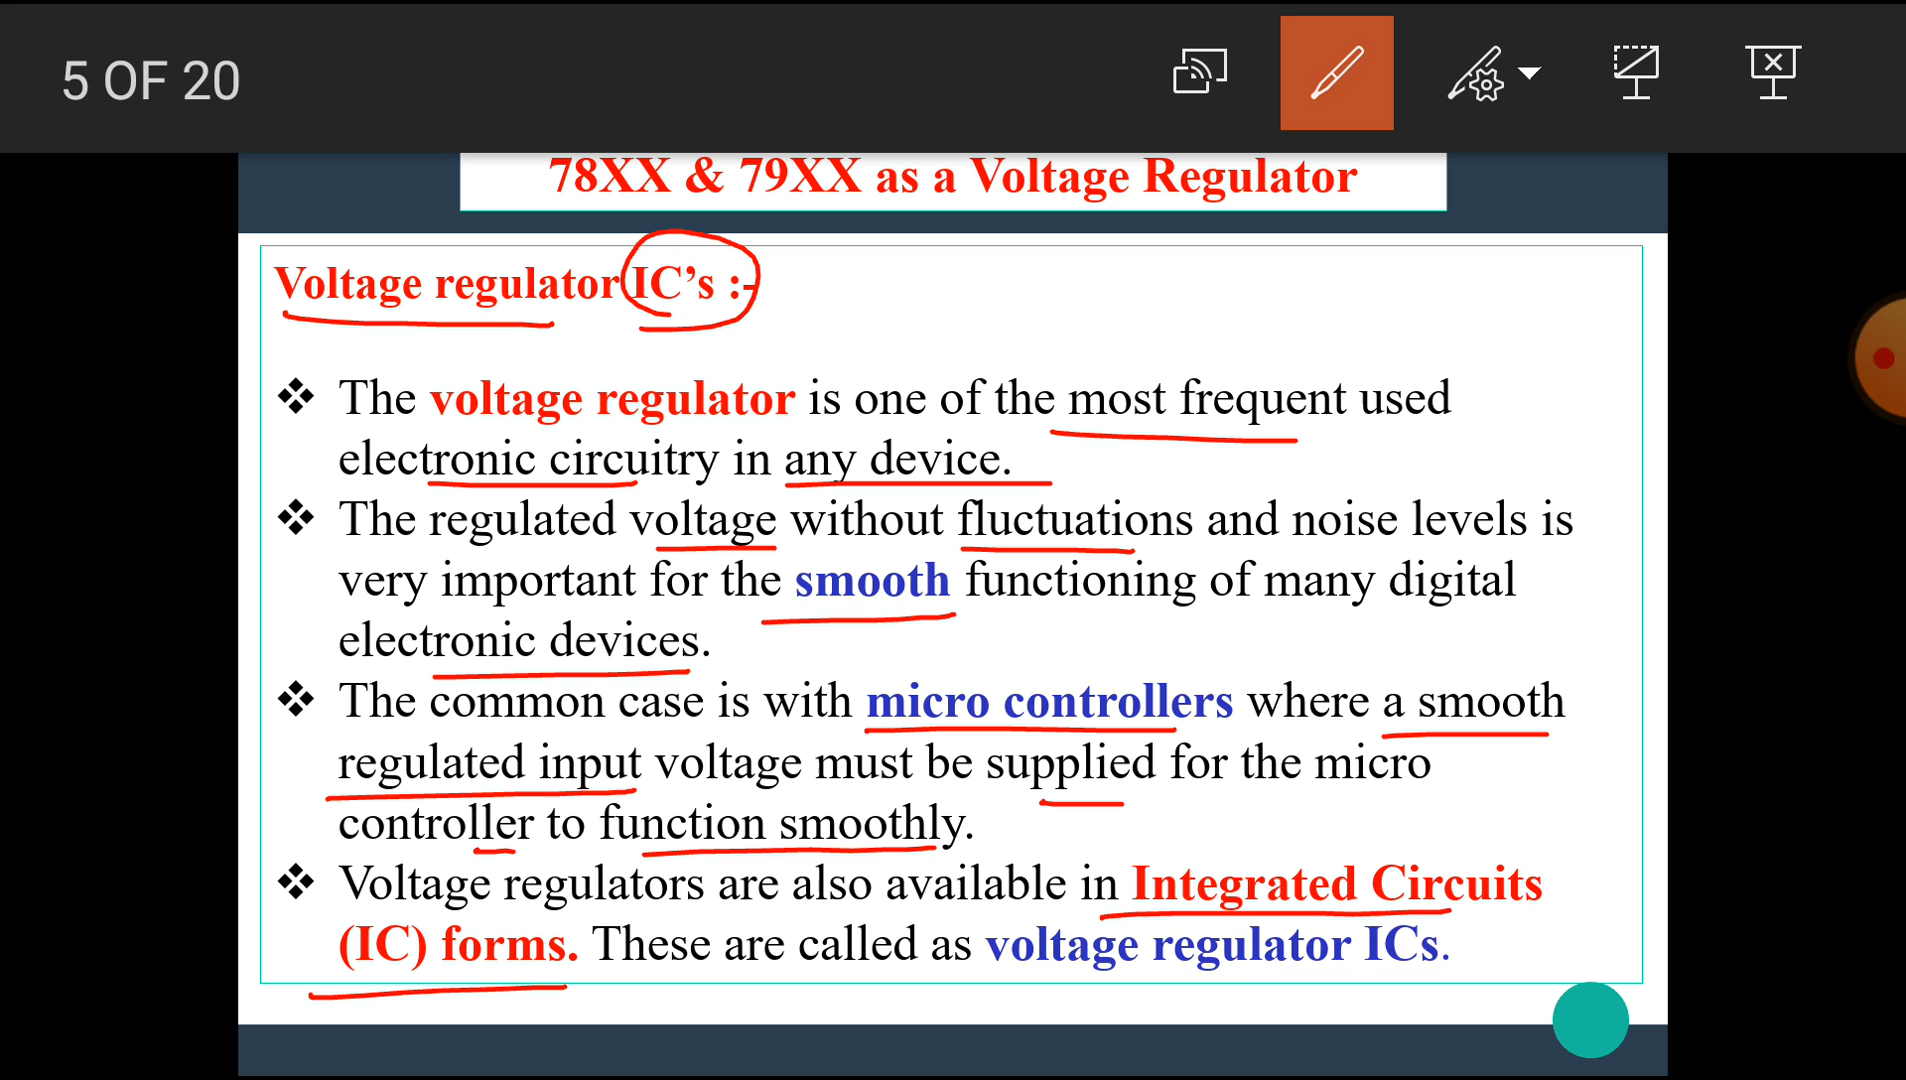 5 OF 20
78XX & 79XX as a Voltage Regulator
Voltage regulator IC’s :-
❖ The voltage regulator is one of the most frequent used
electronic circuitry in any device.
❖ The regulated voltage without fluctuations and noise levels is
very important for the smooth functioning of many digital
electronic devices.
❖ The common case is with micro controllers where a smooth
regulated input voltage must be supplied for the micro
controller to function smoothly.
❖ Voltage regulators are also available in Integrated Circuits
(IC) forms. These are called as voltage regulator ICs.